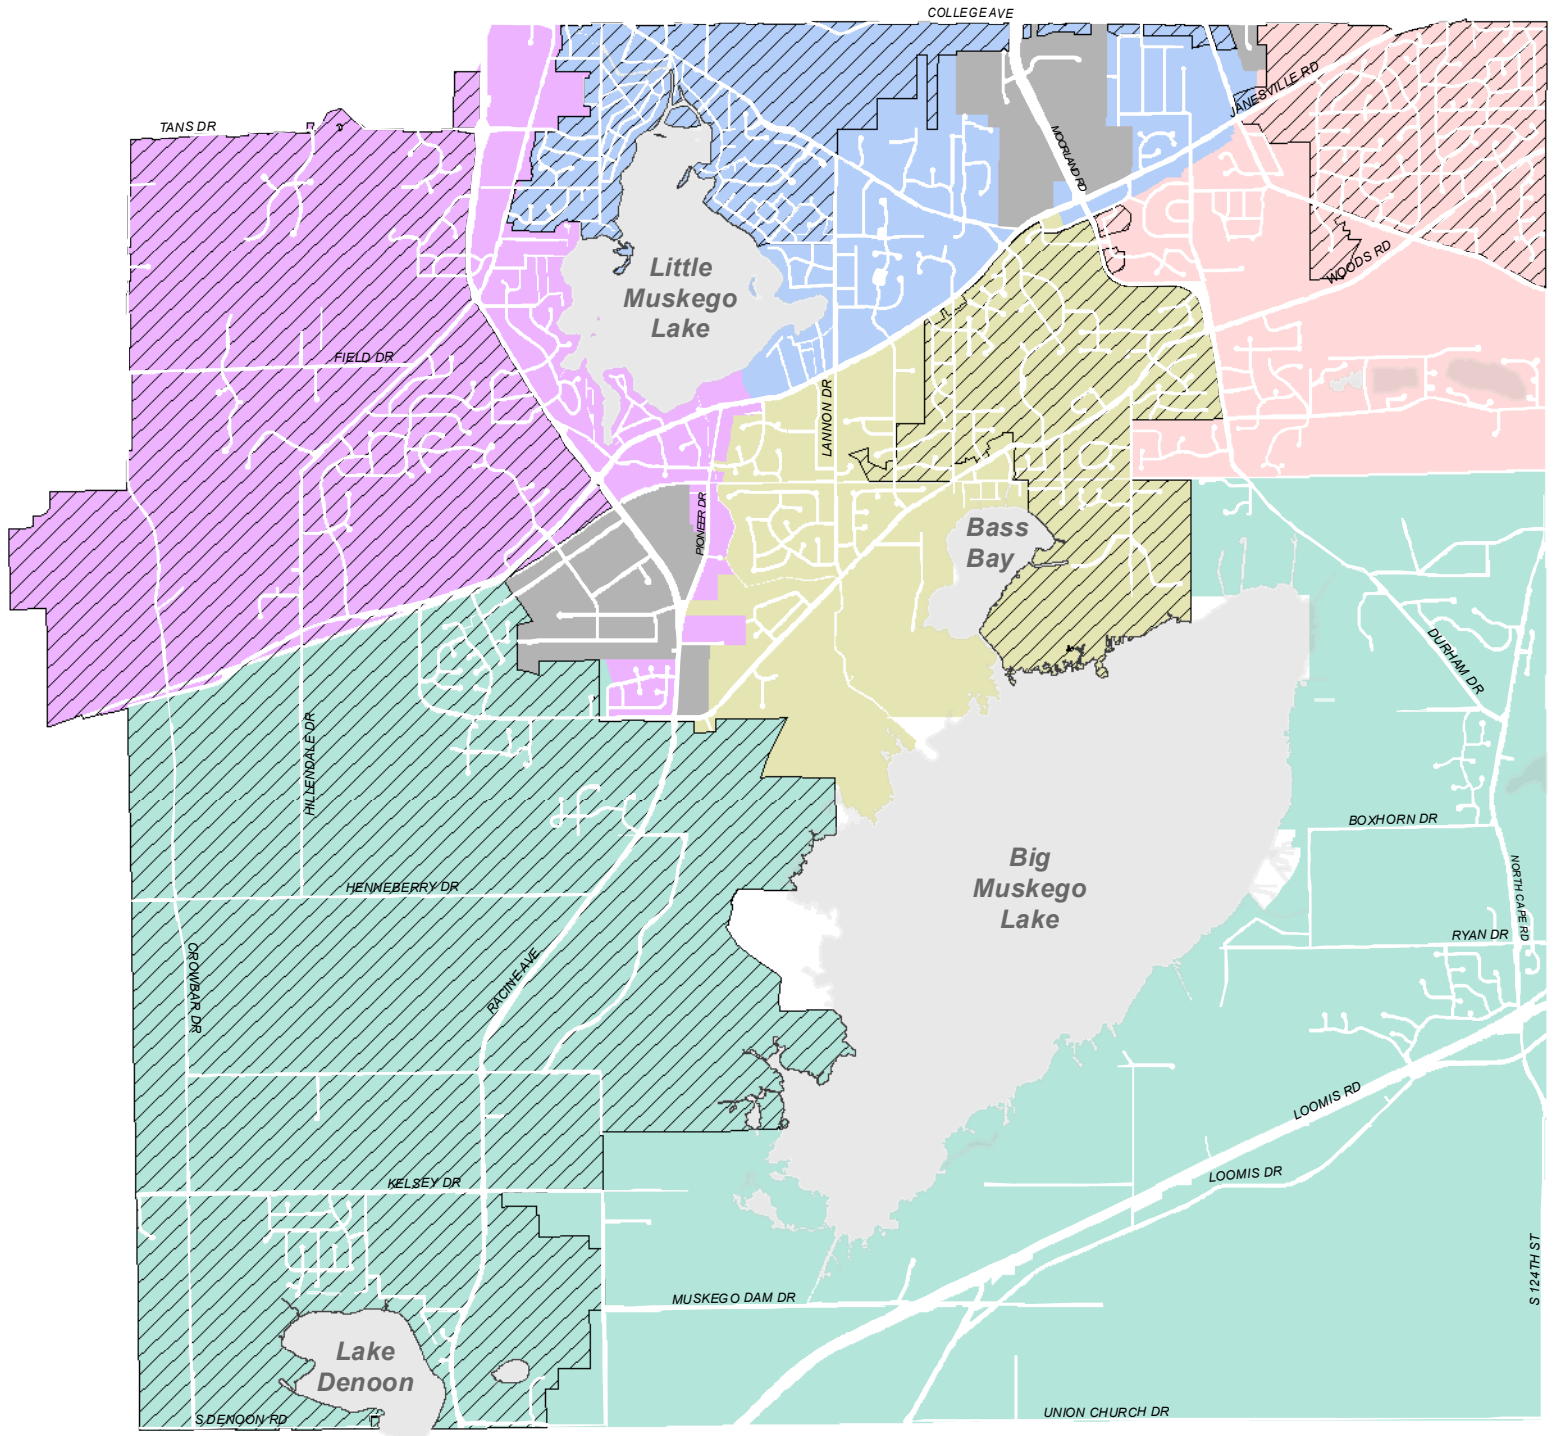 COLLEGE AVE
JANESVILLE RD
TANS DR
MOORLAND RD
WOODS RD
Little
Muskego
Lake
FIELD DR
LANNON DR
PIONEER DR
Bass
Bay
DURHAM DR
HILLENDALE DR
BOXHORN DR
Big
Muskego
Lake
HENNEBERRY DR
NORTH CAPE RD
RYAN DR
CROWBAR DR
RACINE AVE
LOOMIS RD
LOOMIS DR
KELSEY DR
S 124TH ST
MUSKEGO DAM DR
Lake
Denoon
S DENOON RD
UNION CHURCH DR